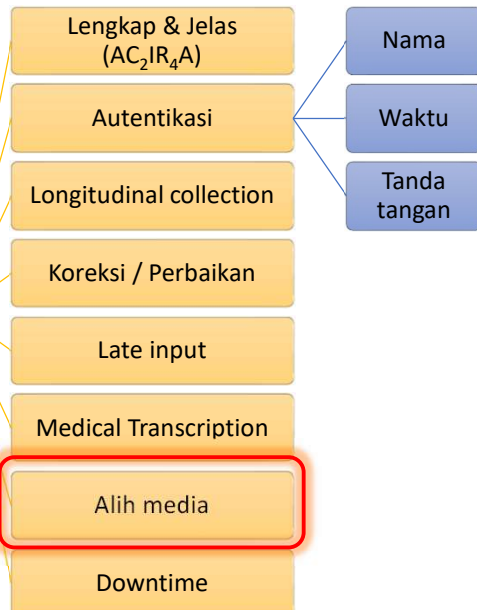 Lengkap & Jelas
(AC₂IR₄A)
Autentikasi
Longitudinal collection
Koreksi / Perbaikan
Late input
Medical Transcription
Alih media
Downtime
Nama
Waktu
Tanda
tangan